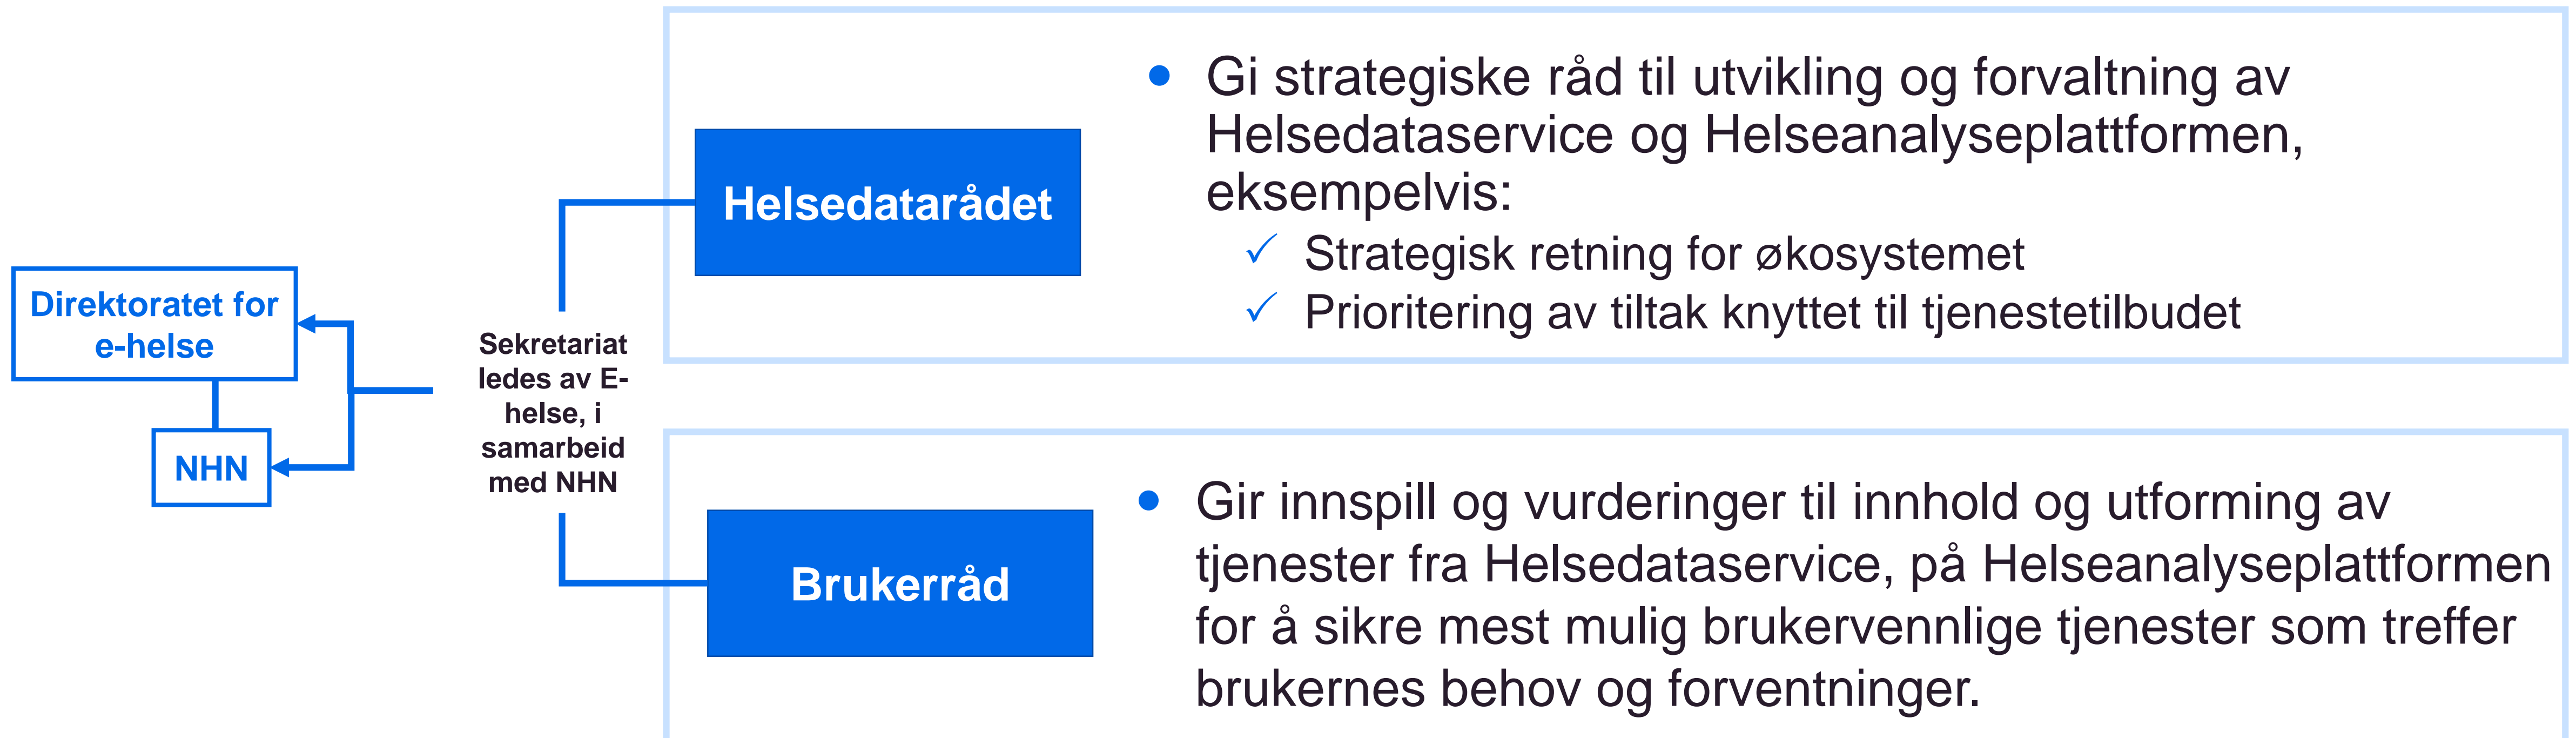 Direktoratet for
e-helse
NHN
Sekretariat
ledes av E-
helse, i
samarbeid
med NHN
Helsedatarådet
• Gi strategiske råd til utvikling og forvaltning av
Helsedataservice og Helseanalyseplattformen,
eksempelvis:
✓ Strategisk retning for økosystemet
✓ Prioritering av tiltak knyttet til tjenestetilbudet
Brukerråd
• Gir innspill og vurderinger til innhold og utforming av
tjenester fra Helsedataservice, på Helseanalyseplattformen
for å sikre mest mulig brukervennlige tjenester som treffer
brukernes behov og forventninger.